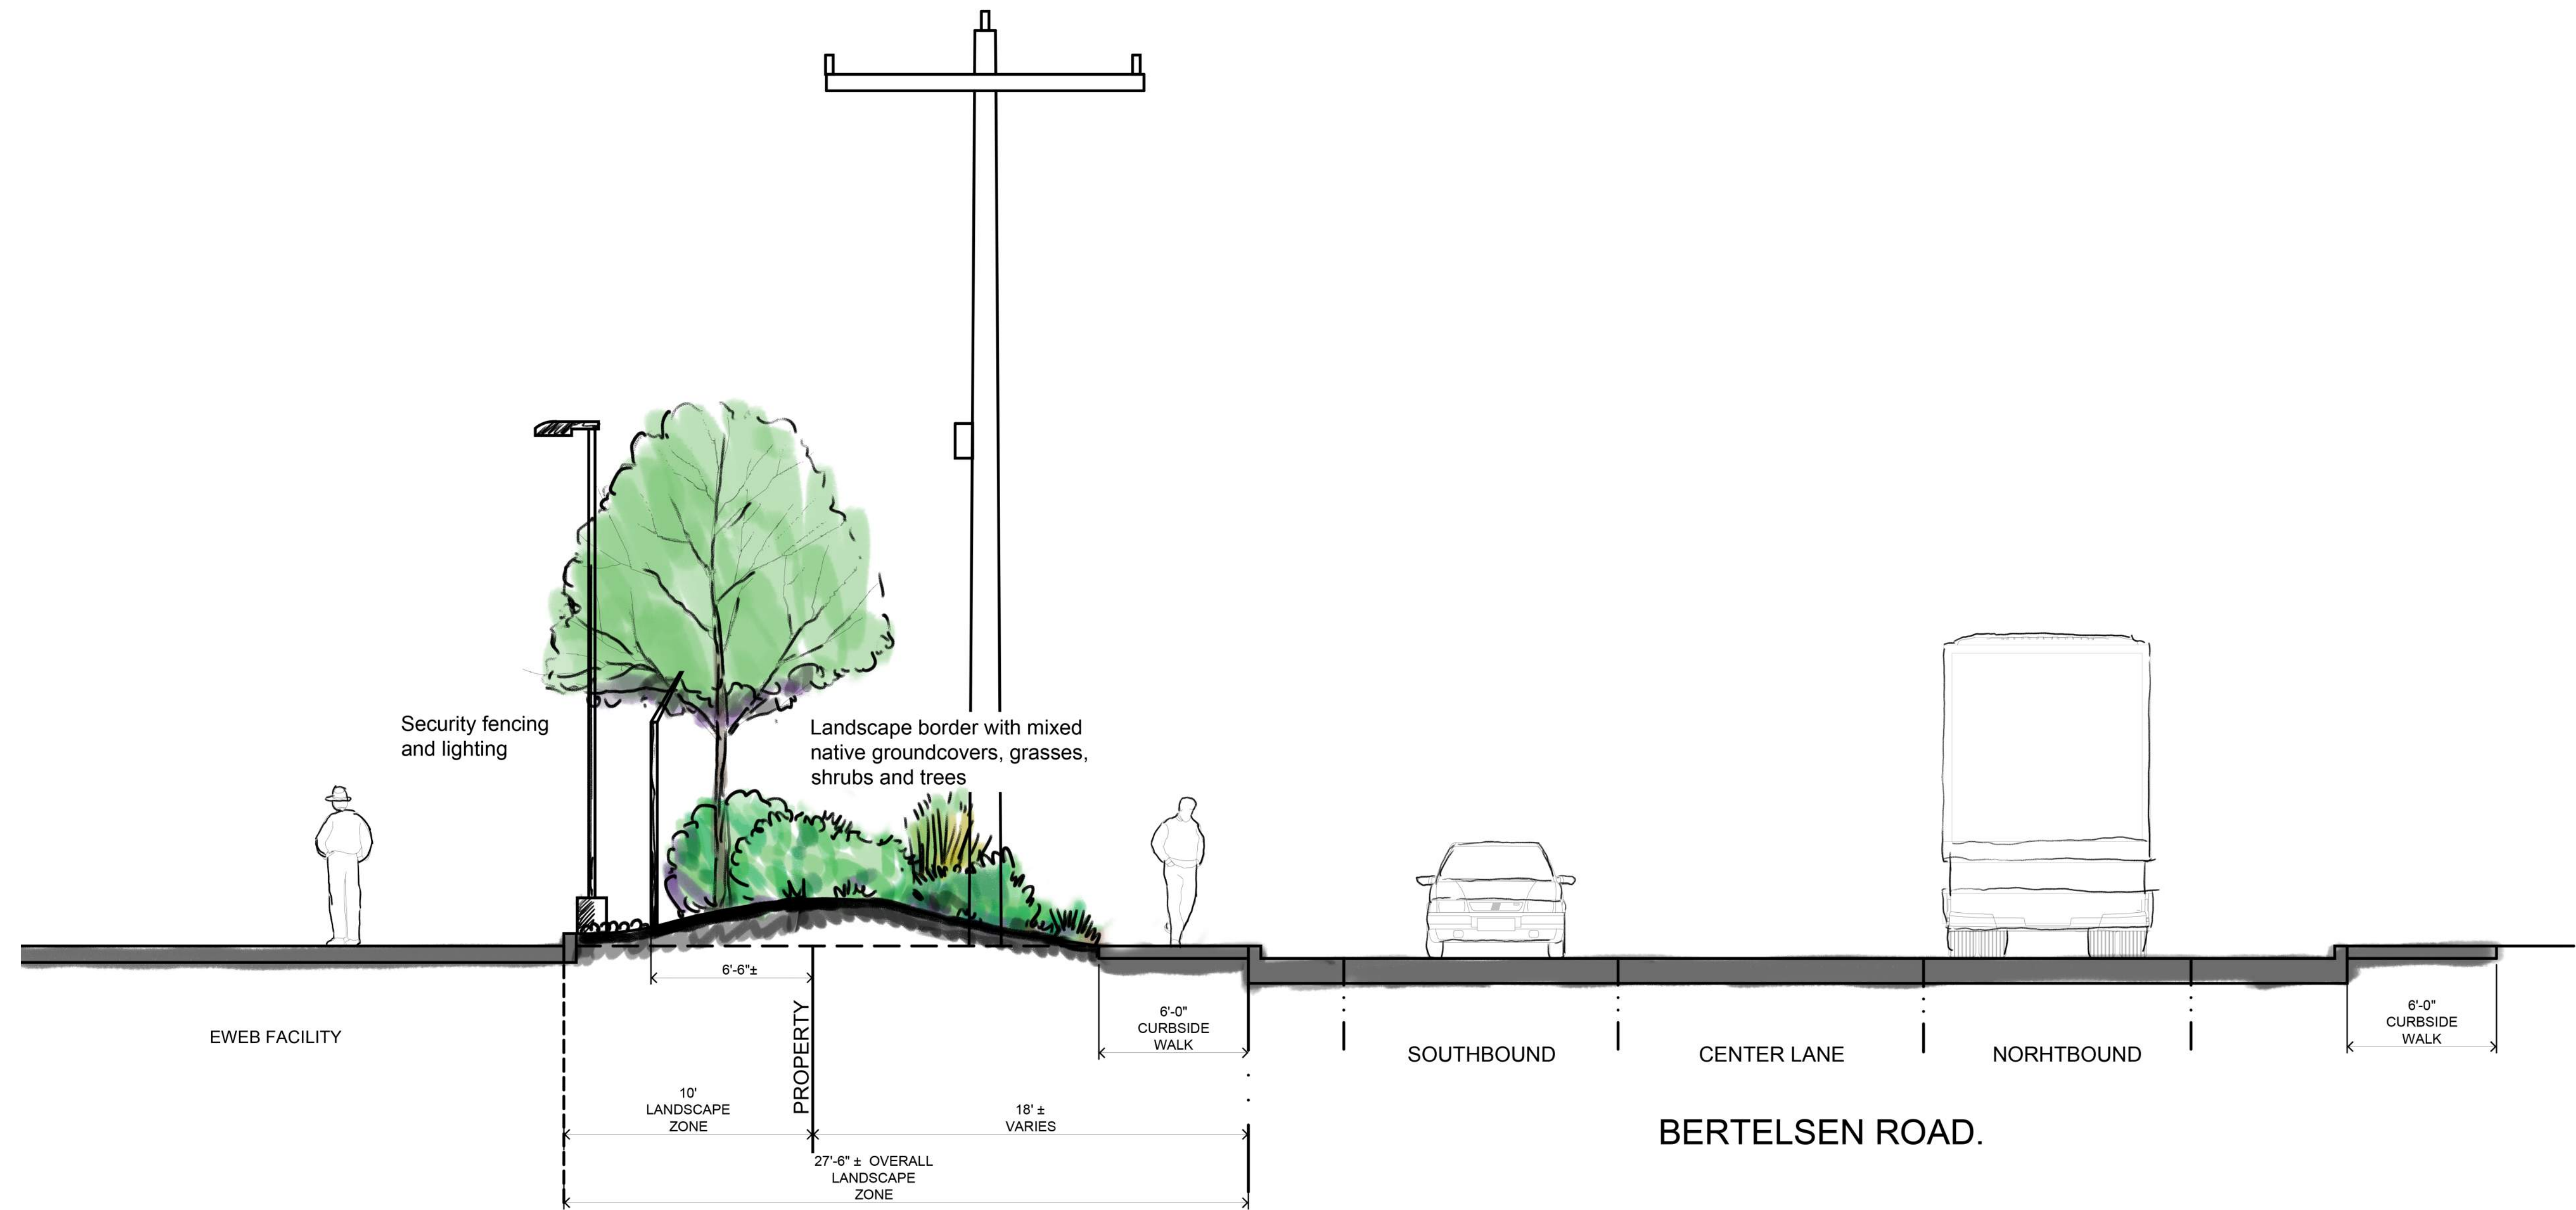 Security fencing
and lighting
Landscape border with mixed
native groundcovers, grasses,
shrubs and trees
6'-6"±
PROPERTY
EWEB FACILITY
6'-0"
CURBSIDE
WALK
10'
LANDSCAPE
ZONE
18' ±
VARIES
27'-6" ± OVERALL
LANDSCAPE
ZONE
SOUTHBOUND
CENTER LANE
NORHTBOUND
6'-0"
CURBSIDE
WALK
BERTELSEN ROAD.